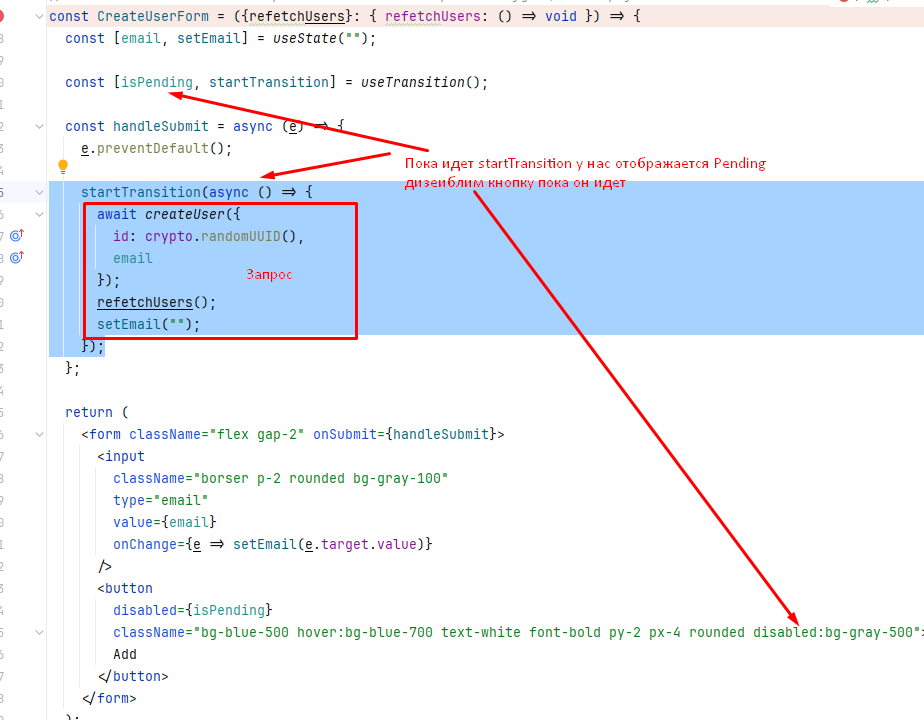 const CreateUserForm = ({refetchUsers}: { refetchUsers: () => void }) => {
const [email, setEmail] = useState("");
const [isPending, startTransition] = useTransition();
const handleSubmit = async (e) => {
e.preventDefault();
Пока идет startTransition у нас отображается Pending
дизейблим кнопку пока он идет
startTransition(async () => {
await createUser({
id: crypto.randomUUID(),
email
Запрос
});
refetchUsers();
setEmail("");
});
};
return (
<form className="flex gap-2" onSubmit={handleSubmit}>
<input
className="borser p-2 rounded bg-gray-100"
type="email"
value={email}
onChange={e => setEmail(e.target.value)}
/>
<button
disabled={isPending}
className="bg-blue-500 hover:bg-blue-700 text-white font-bold py-2 px-4 rounded disabled:bg-gray-500">
Add
</button>
</form>